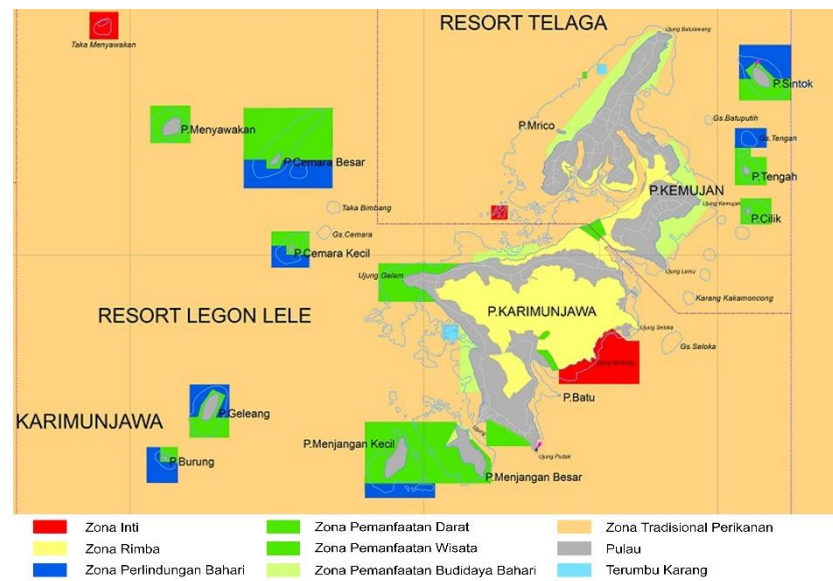 RESORT TELAGA
Ujung Batulawang
Taka Menyawakan
P.Sintok
Gs.Batuputih
P.Mrico
P.Menyawakan
Gs.Tengah
P.Cemara Besar
P.Tengah
P.KEMUJAN
Ujung Kemujan
Taka Bimbang
P.Cilik
Gs.Cemara
P.Cemara Kecil
Ujung Gelam
Karang Kakamoncong
P.KARIMUNJAWA
RESORT LEGON LELE
Ujung Seloka
Gs.Seloka
P.Batu
P.Geleang
KARIMUNJAWA
Ujung
P.Menjangan Kecil
Ujung Pudak
P.Burung
P.Menjangan Besar
Zona Inti
Zona Pemanfaatan Darat
Zona Tradisional Perikanan
Zona Rimba
Zona Pemanfaatan Wisata
Pulau
Zona Perlindungan Bahari
Zona Pemanfaatan Budidaya Bahari
Terumbu Karang